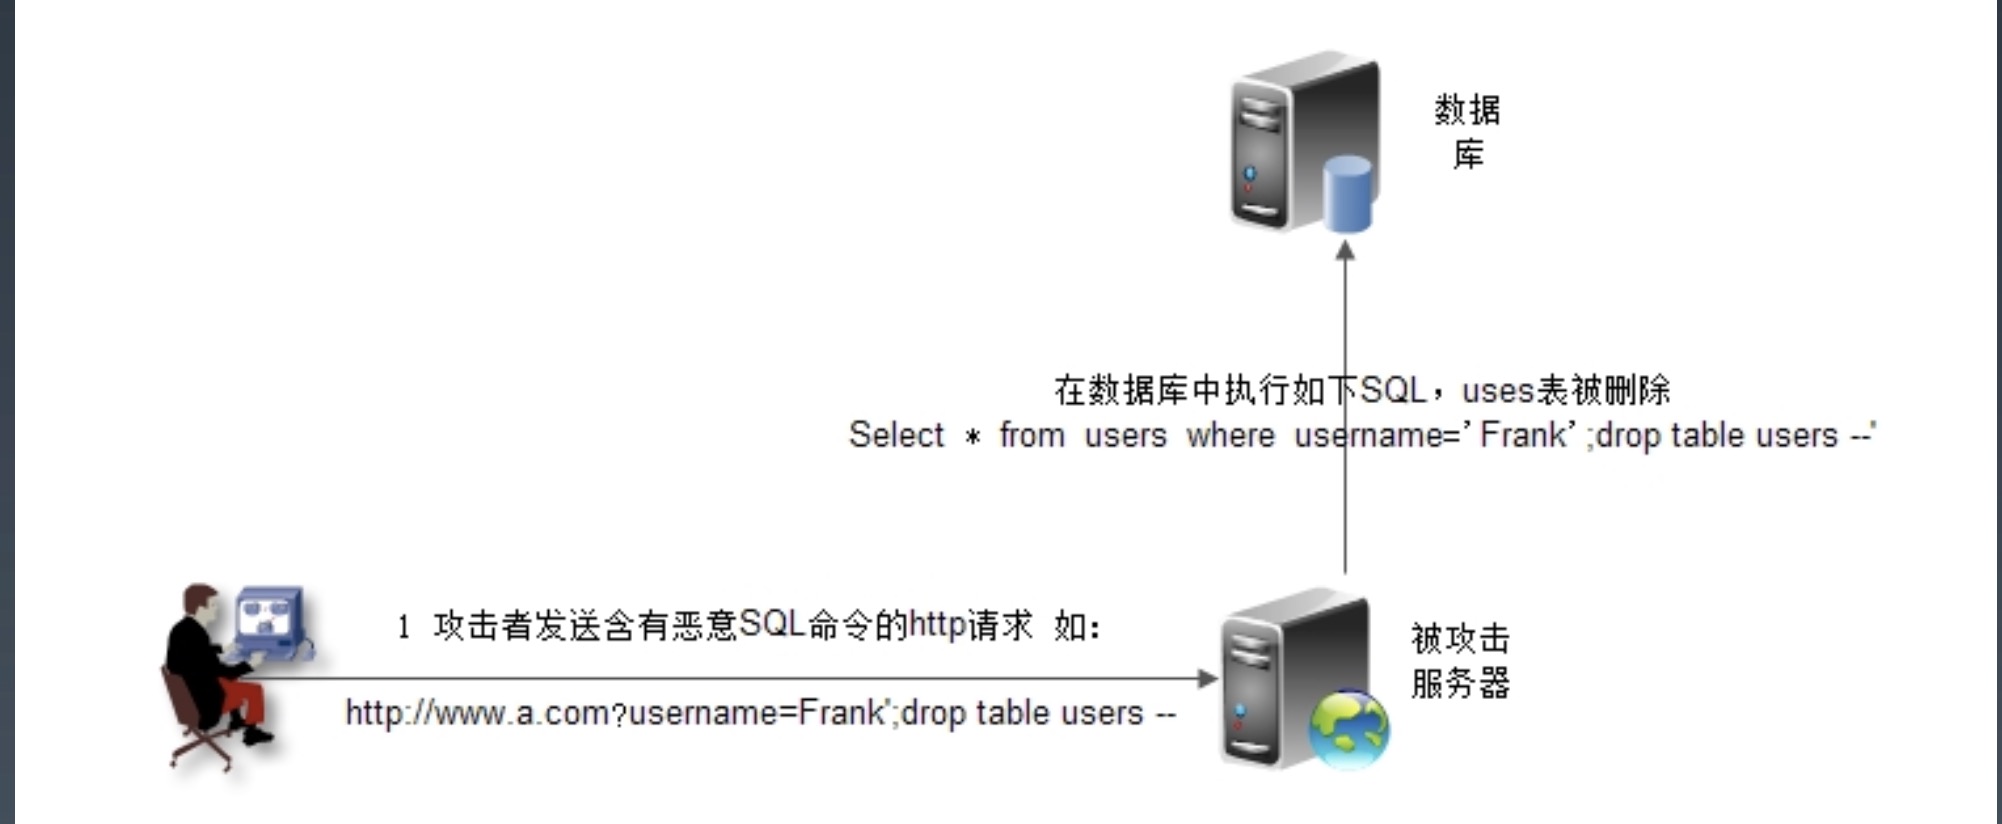 数据
库
在数据库中执行如下SQL，uses表被删除
Select * from users where username=’Frank’;drop table users --'
1 攻击者发送含有恶意SQL命令的http请求 如：
http://www.a.com?username=Frank';drop table users --
被攻击
服务器